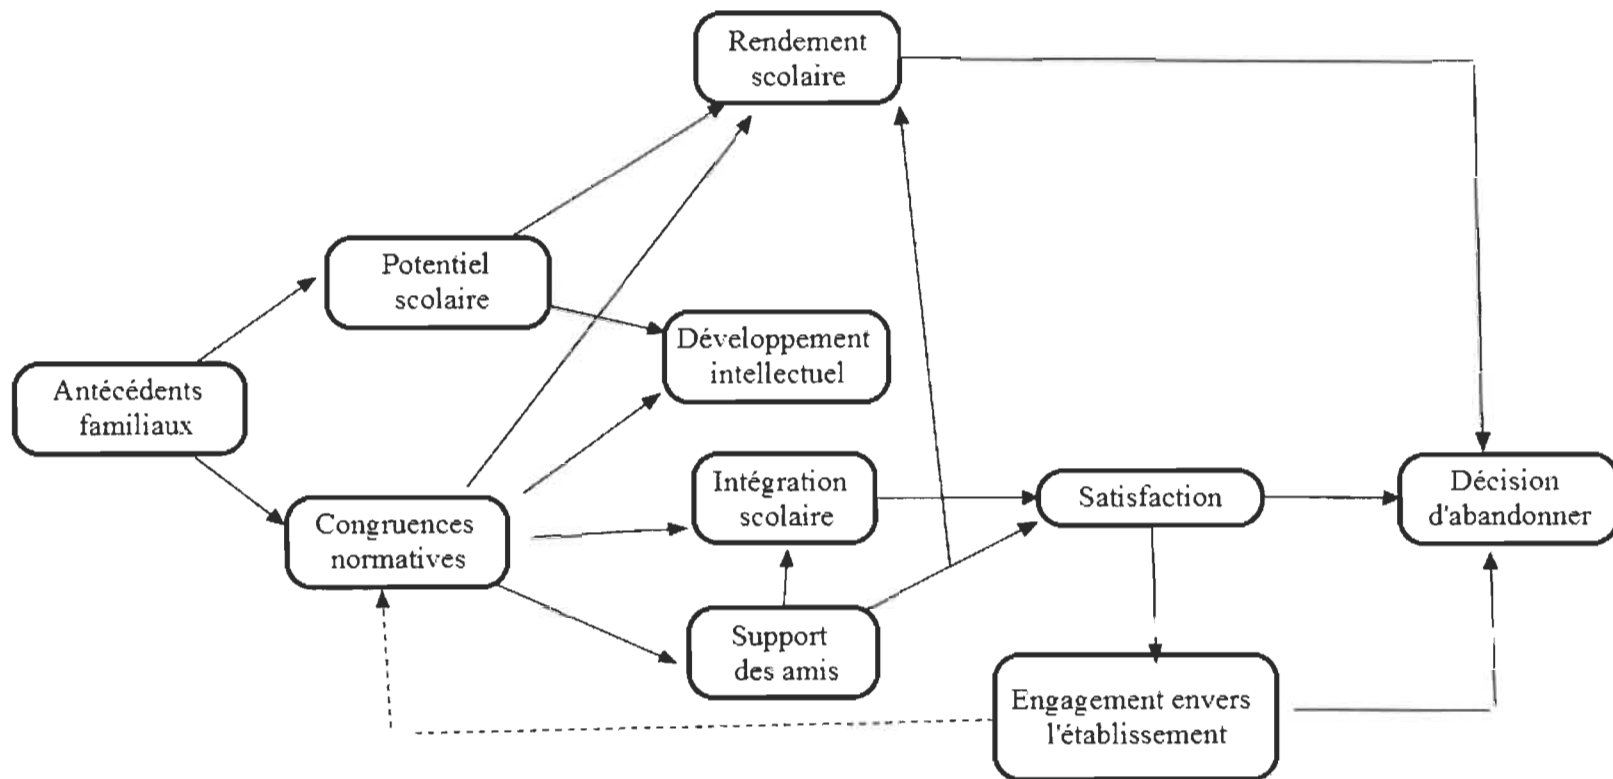 Rendement
scolaire
Potentiel
scolaire
Développement
intellectuel
Antécédents
familiaux
Congruences
normatives
Intégration
scolaire
Satisfaction
Décision
d'abandonner
Support
des amis
Engagement envers
l'établissement